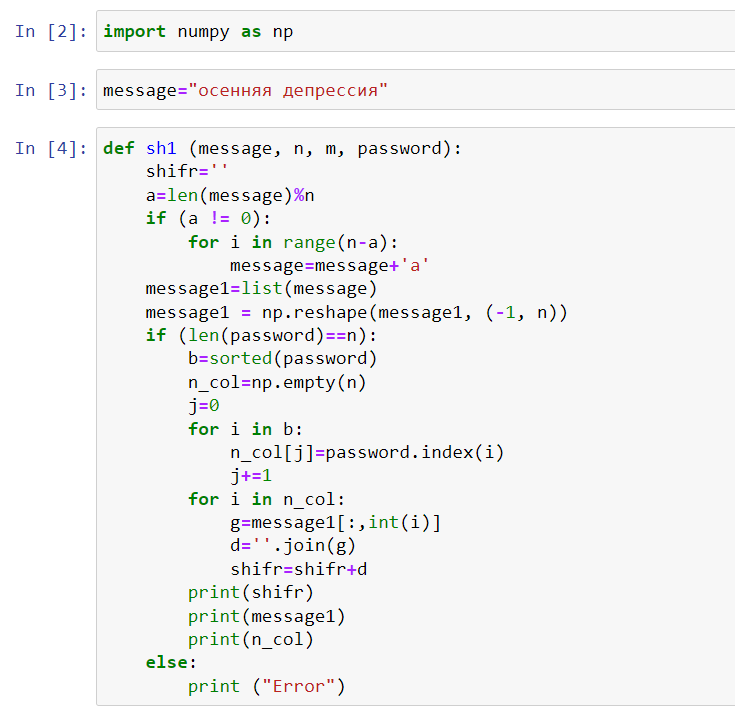 In [2]: import numpy as np
In [3]: message="осенняя депрессия"
In [4]: def sh1 (message, n, m, password):
    shifr=''
    a=len(message)%n
    if (a != 0):
        for i in range(n-a):
            message=message+'a'
    message1=list(message)
    message1 = np.reshape(message1, (-1, n))
    if (len(password)==n):
        b=sorted(password)
        n_col=np.empty(n)
        j=0
        for i in b:
            n_col[j]=password.index(i)
            j+=1
        for i in n_col:
            g=message1[:,int(i)]
            d=''.join(g)
            shifr=shifr+d
        print(shifr)
        print(message1)
        print(n_col)
    else:
        print ("Error")